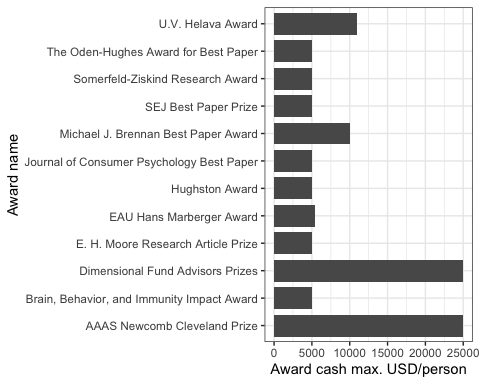 Award name
U.V. Helava Award
The Oden-Hughes Award for Best Paper
Somerfeld-Ziskind Research Award
SEJ Best Paper Prize
Michael J. Brennan Best Paper Award
Journal of Consumer Psychology Best Paper
Hughston Award
EAU Hans Marberger Award
E. H. Moore Research Article Prize
Dimensional Fund Advisors Prizes
Brain, Behavior, and Immunity Impact Award
AAAS Newcomb Cleveland Prize
0 5000 10000 15000 20000 25000
Award cash max. USD/person